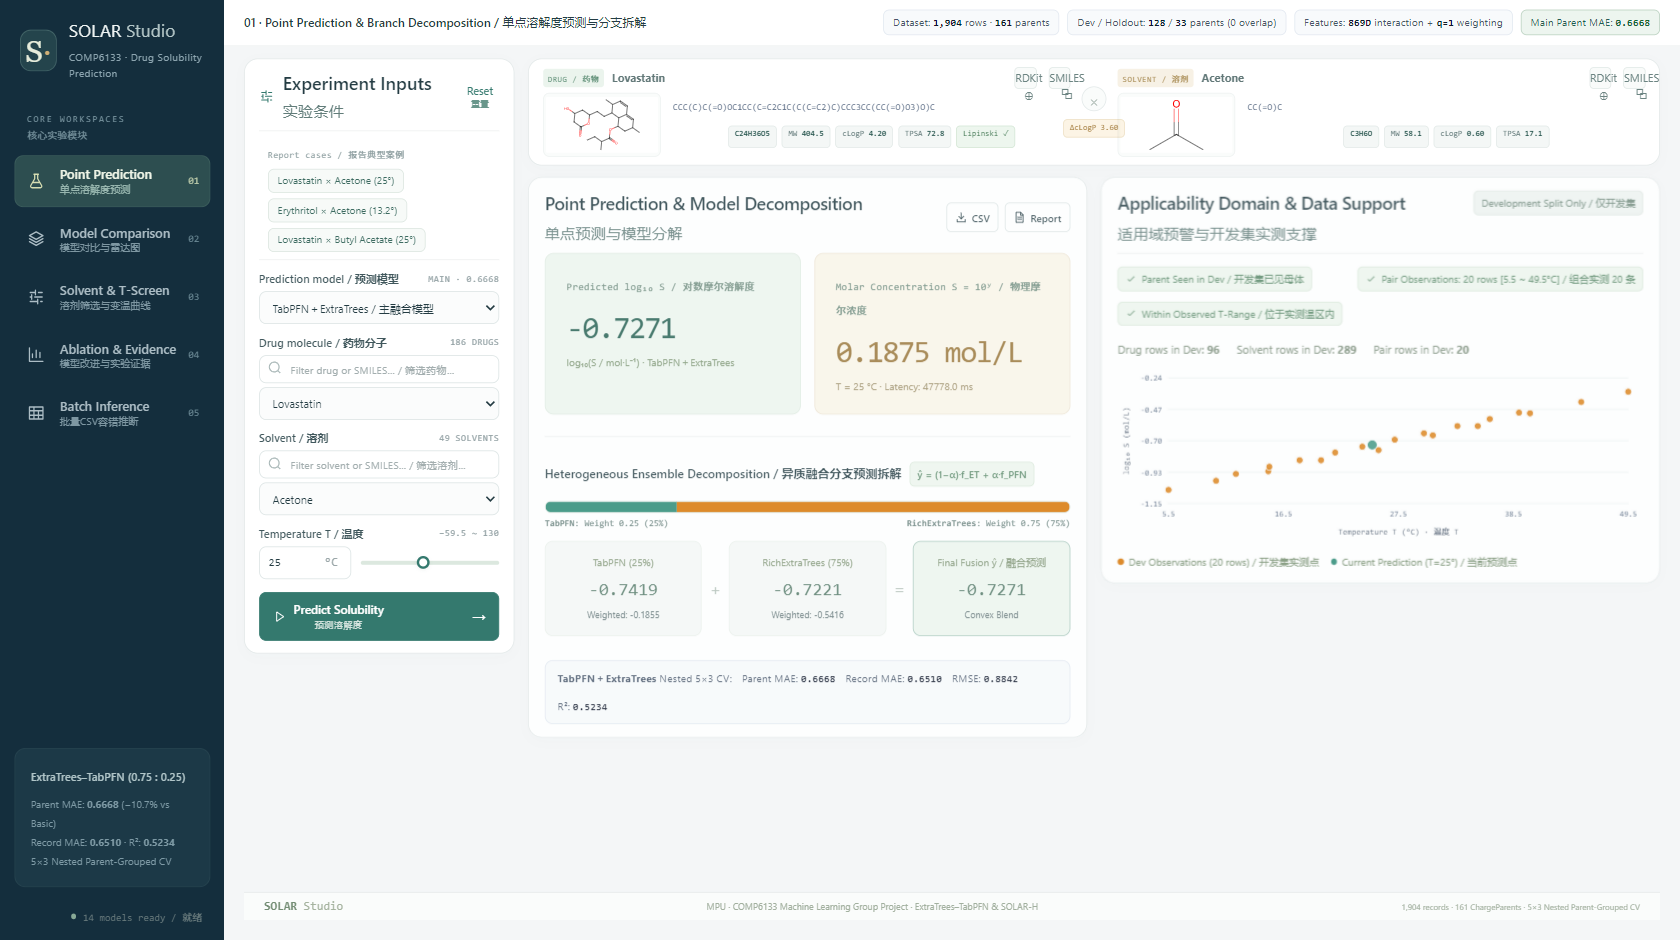 SOLAR Studio
COMP6133 · Drug Solubility
Prediction
CORE WORKSPACES
核心实验模块
Point Prediction
单点溶解度预测
01
Model Comparison
模型对比与雷达图
02
Solvent & T-Screen
溶剂筛选与变温曲线
03
Ablation & Evidence
模型改进与实验证据
04
Batch Inference
批量CSV容错推断
05
ExtraTrees–TabPFN (0.75 : 0.25)
Parent MAE: 0.6668 (−10.7% vs
Basic)
Record MAE: 0.6510 · R²: 0.5234
5×3 Nested Parent-Grouped CV
14 models ready / 就绪
01 · Point Prediction & Branch Decomposition / 单点溶解度预测与分支拆解
Dataset: 1,904 rows · 161 parents
Dev / Holdout: 128 / 33 parents (0 overlap)
Features: 869D interaction + q=1 weighting
Main Parent MAE: 0.6668
Experiment Inputs
实验条件
Reset
重置
Report cases / 报告典型案例
Lovastatin × Acetone (25°)
Erythritol × Acetone (13.2°)
Lovastatin × Butyl Acetate (25°)
Prediction model / 预测模型
MAIN · 0.6668
TabPFN + ExtraTrees / 主融合模型
Drug molecule / 药物分子
186 DRUGS
Filter drug or SMILES... / 筛选药物...
Lovastatin
Solvent / 溶剂
49 SOLVENTS
Filter solvent or SMILES... / 筛选溶剂...
Acetone
Temperature T / 温度
−59.5 ~ 130
25
°C
Predict Solubility
预测溶解度
→
DRUG / 药物
Lovastatin
RDKit
SMILES
CCC(C)C(=O)OC1CC(C=C2C1C(C(C=C2)C)CCC3CC(CC(=O)O3)O)C
C24H36O5
MW 404.5
cLogP 4.20
TPSA 72.8
Lipinski ✓
×
ΔcLogP 3.60
SOLVENT / 溶剂
Acetone
RDKit
SMILES
CC(=O)C
C3H6O
MW 58.1
cLogP 0.60
TPSA 17.1
Point Prediction & Model Decomposition
单点预测与模型分解
CSV
Report
Predicted log₁₀ S / 对数摩尔溶解度
-0.7271
log₁₀(S / mol·L⁻¹) · TabPFN + ExtraTrees
Molar Concentration S = 10ʸ / 物理摩
尔浓度
0.1875 mol/L
T = 25 °C · Latency: 47778.0 ms
Heterogeneous Ensemble Decomposition / 异质融合分支预测拆解
ŷ = (1−α)·f_ET + α·f_PFN
TabPFN: Weight 0.25 (25%)
RichExtraTrees: Weight 0.75 (75%)
TabPFN (25%)
-0.7419
Weighted: -0.1855
+
RichExtraTrees (75%)
-0.7221
Weighted: -0.5416
=
Final Fusion ŷ / 融合预测
-0.7271
Convex Blend
TabPFN + ExtraTrees Nested 5×3 CV: Parent MAE: 0.6668 Record MAE: 0.6510 RMSE: 0.8842
R²: 0.5234
Applicability Domain & Data Support
适用域预警与开发集实测支撑
Development Split Only / 仅开发集
✓ Parent Seen in Dev / 开发集已见母体
✓ Pair Observations: 20 rows [5.5 ~ 49.5°C] / 组合实测 20 条
✓ Within Observed T-Range / 位于实测温区内
Drug rows in Dev: 96 Solvent rows in Dev: 289 Pair rows in Dev: 20
log₁₀ S (mol/L)
-0.24
-0.47
-0.70
-0.93
-1.15
5.5
16.5
27.5
38.5
49.5
Temperature T (°C) · 温度 T
Dev Observations (20 rows) / 开发集实测点
Current Prediction (T=25°) / 当前预测点
SOLAR Studio
MPU · COMP6133 Machine Learning Group Project · ExtraTrees–TabPFN & SOLAR-H
1,904 records · 161 ChargeParents · 5×3 Nested Parent-Grouped CV